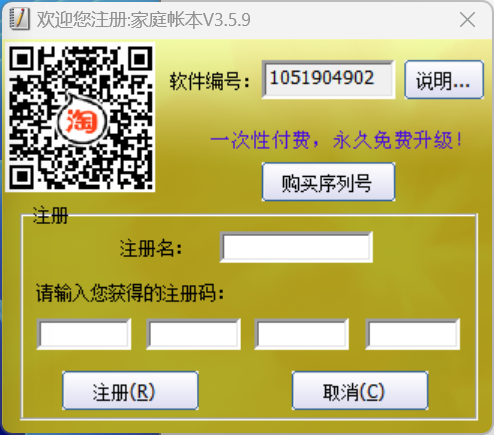 欢迎您注册:家庭帐本V3.5.9
淘
软件编号： 1051904902 说明...
一次性付费，永久免费升级！
购买序列号
注册
注册名：
请输入您获得的注册码：
注册(R) 取消(C)